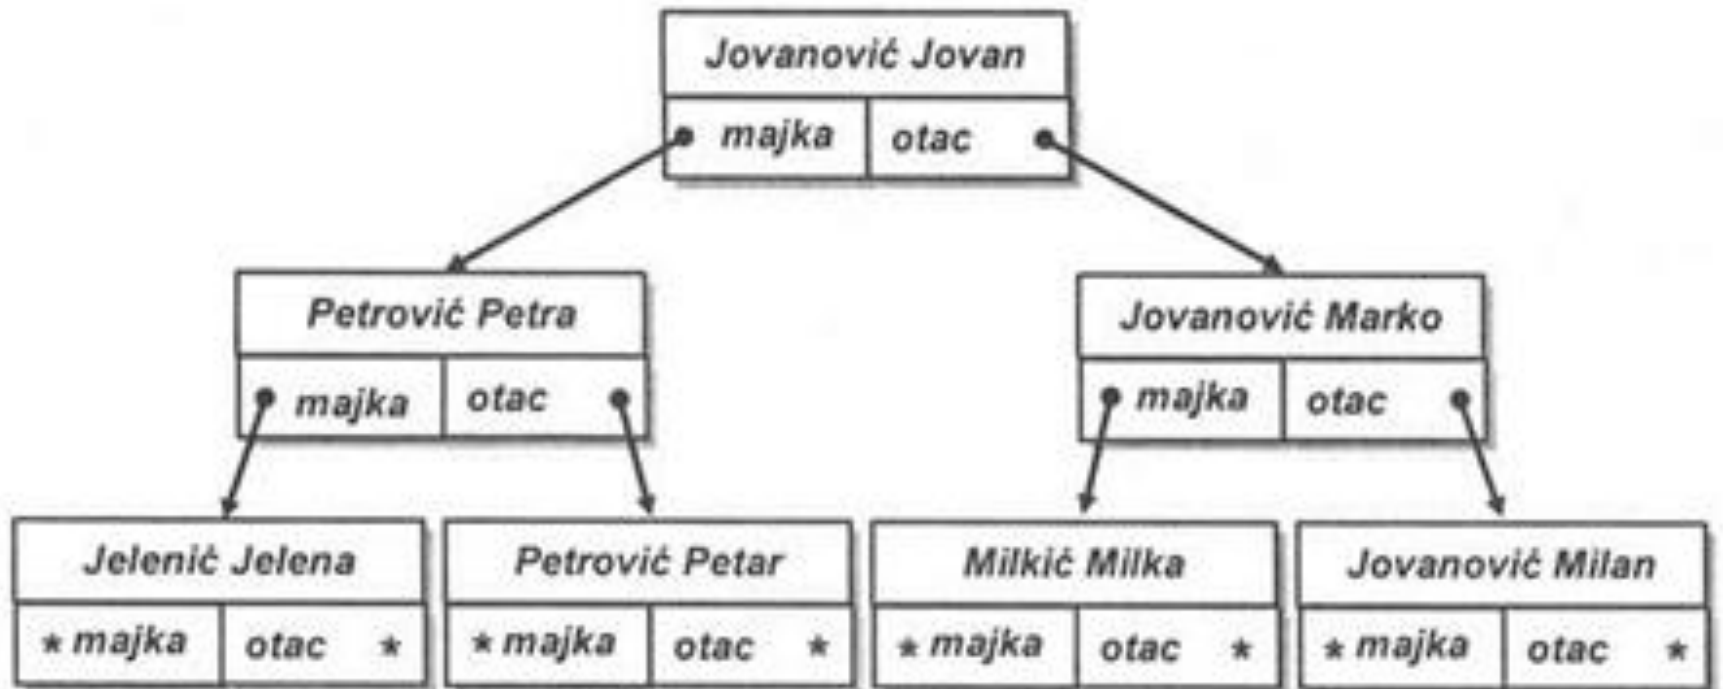 Jovanović Jovan
majka otac
Petrović Petra
majka otac
Jovanović Marko
majka otac
Jelenić Jelena
* majka otac *
Petrović Petar
* majka otac *
Milkić Milka
* majka otac *
Jovanović Milan
* majka otac *